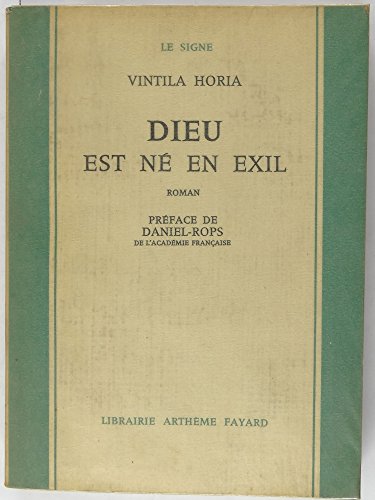 LE SIGNE
VINTILA HORIA
DIEU
EST NÉ EN EXIL
ROMAN
PRÉFACE DE
DANIEL-ROPS
DE L'ACADÉMIE FRANÇAISE
LIBRAIRIE ARTHÈME FAYARD